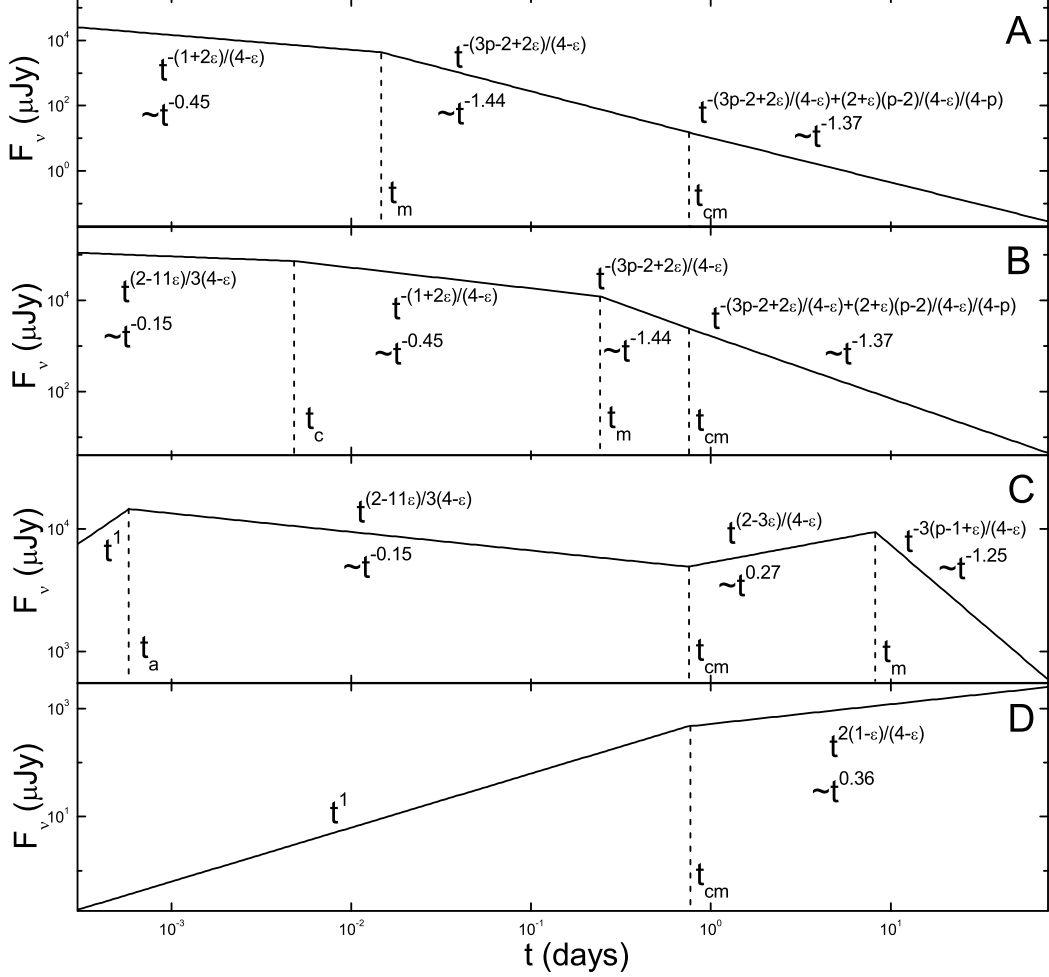 A
F_ν (μJy)
10^4
10^2
10^0
t^-(1+2ε)/(4-ε)
~t^-0.45
t^-(3p-2+2ε)/(4-ε)
~t^-1.44
t^-(3p-2+2ε)/(4-ε)+(2+ε)(p-2)/(4-ε)/(4-p)
~t^-1.37
t_m
t_cm
B
F_ν (μJy)
10^4
10^2
t^(2-11ε)/3(4-ε)
~t^-0.15
t^-(1+2ε)/(4-ε)
~t^-0.45
t^-(3p-2+2ε)/(4-ε)
~t^-1.44
t^-(3p-2+2ε)/(4-ε)+(2+ε)(p-2)/(4-ε)/(4-p)
~t^-1.37
t_c
t_m
t_cm
C
F_ν (μJy)
10^4
10^3
t^1
t^(2-11ε)/3(4-ε)
~t^-0.15
t^(2-3ε)/(4-ε)
~t^0.27
t^-3(p-1+ε)/(4-ε)
~t^-1.25
t_a
t_cm
t_m
D
F_ν (μJy)
10^3
10^1
t^1
t^2(1-ε)/(4-ε)
~t^0.36
t_cm
10^-3 10^-2 10^-1 10^0 10^1
t (days)